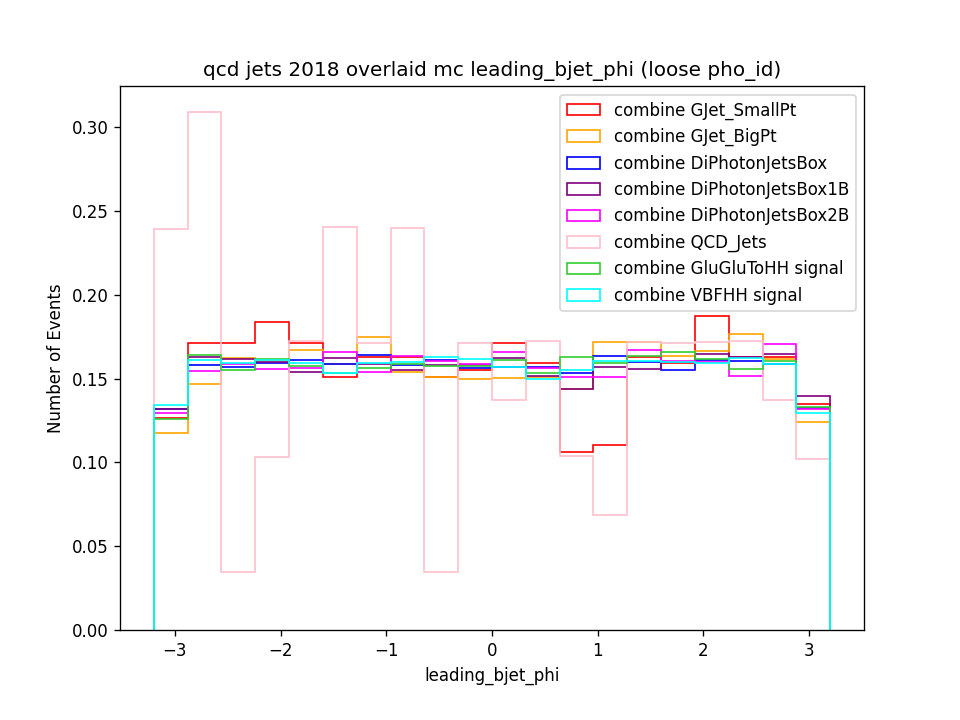 qcd jets 2018 overlaid mc leading_bjet_phi (loose pho_id)
combine GJet_SmallPt
combine GJet_BigPt
combine DiPhotonJetsBox
combine DiPhotonJetsBox1B
combine DiPhotonJetsBox2B
combine QCD_Jets
combine GluGluToHH signal
combine VBFHH signal
Number of Events
0.30
0.25
0.20
0.15
0.10
0.05
0.00
−3 −2 −1 0 1 2 3
leading_bjet_phi